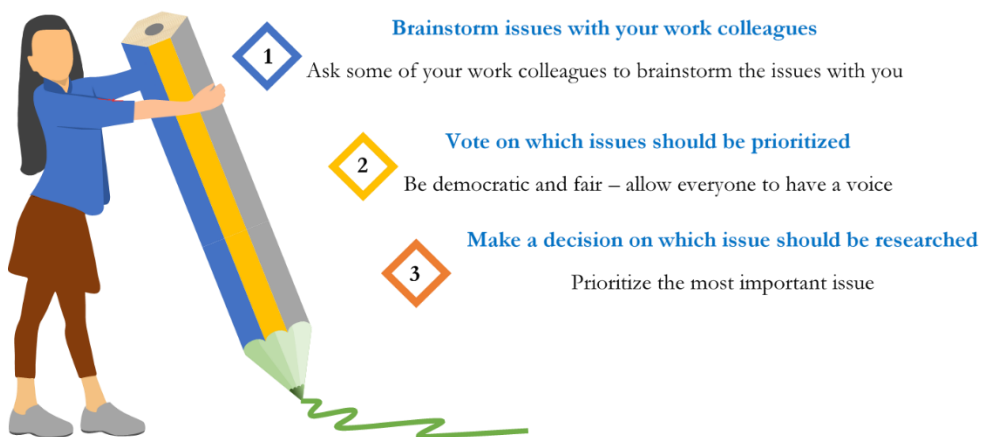 1
Brainstorm issues with your work colleagues
Ask some of your work colleagues to brainstorm the issues with you
2
Vote on which issues should be prioritized
Be democratic and fair – allow everyone to have a voice
3
Make a decision on which issue should be researched
Prioritize the most important issue